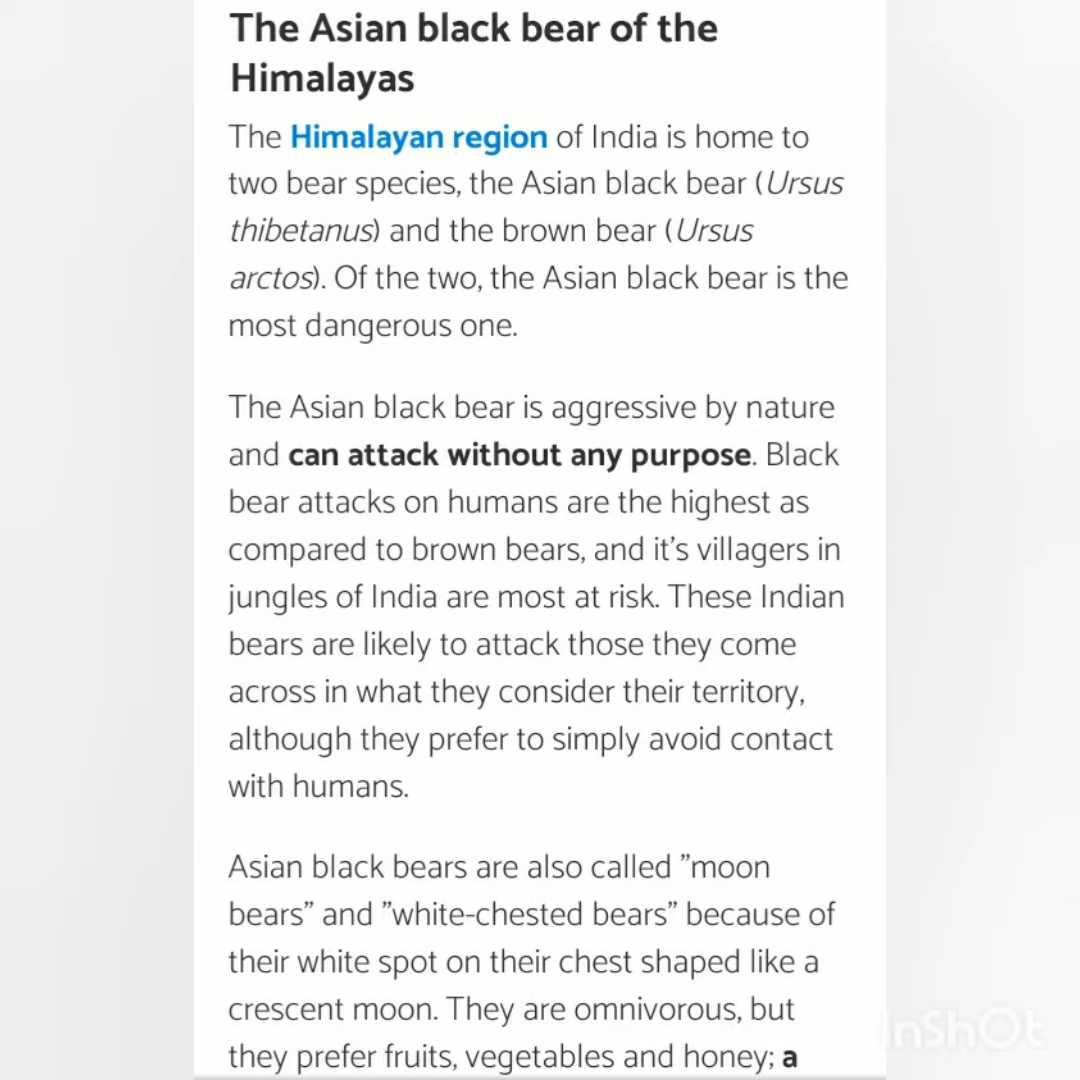 The Asian black bear of the
Himalayas
The Himalayan region of India is home to
two bear species, the Asian black bear (Ursus
thibetanus) and the brown bear (Ursus
arctos). Of the two, the Asian black bear is the
most dangerous one.
The Asian black bear is aggressive by nature
and can attack without any purpose. Black
bear attacks on humans are the highest as
compared to brown bears, and it's villagers in
jungles of India are most at risk. These Indian
bears are likely to attack those they come
across in what they consider their territory,
although they prefer to simply avoid contact
with humans.
Asian black bears are also called ”moon
bears” and ”white-chested bears” because of
their white spot on their chest shaped like a
crescent moon. They are omnivorous, but
they prefer fruits, vegetables and honey; a
InShOt